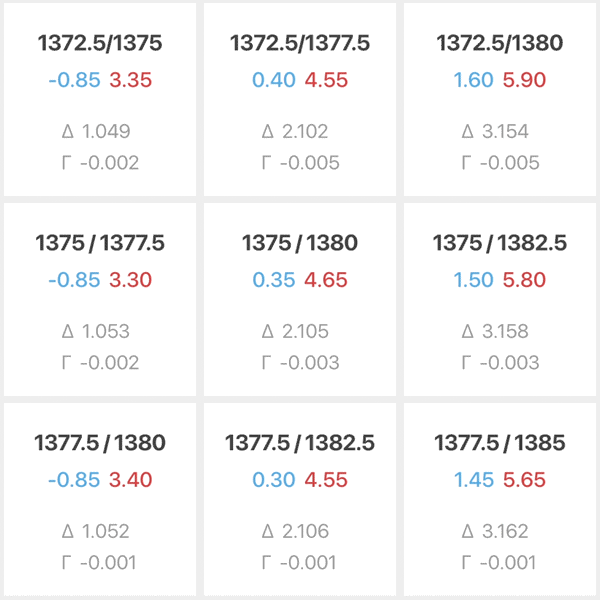 1372.5/1375
-0.85 3.35
Δ 1.049
Γ -0.002
1372.5/1377.5
0.40 4.55
Δ 2.102
Γ -0.005
1372.5/1380
1.60 5.90
Δ 3.154
Γ -0.005
1375 / 1377.5
-0.85 3.30
Δ 1.053
Γ -0.002
1375 / 1380
0.35 4.65
Δ 2.105
Γ -0.003
1375 / 1382.5
1.50 5.80
Δ 3.158
Γ -0.003
1377.5 / 1380
-0.85 3.40
Δ 1.052
Γ -0.001
1377.5 / 1382.5
0.30 4.55
Δ 2.106
Γ -0.001
1377.5 / 1385
1.45 5.65
Δ 3.162
Γ -0.001